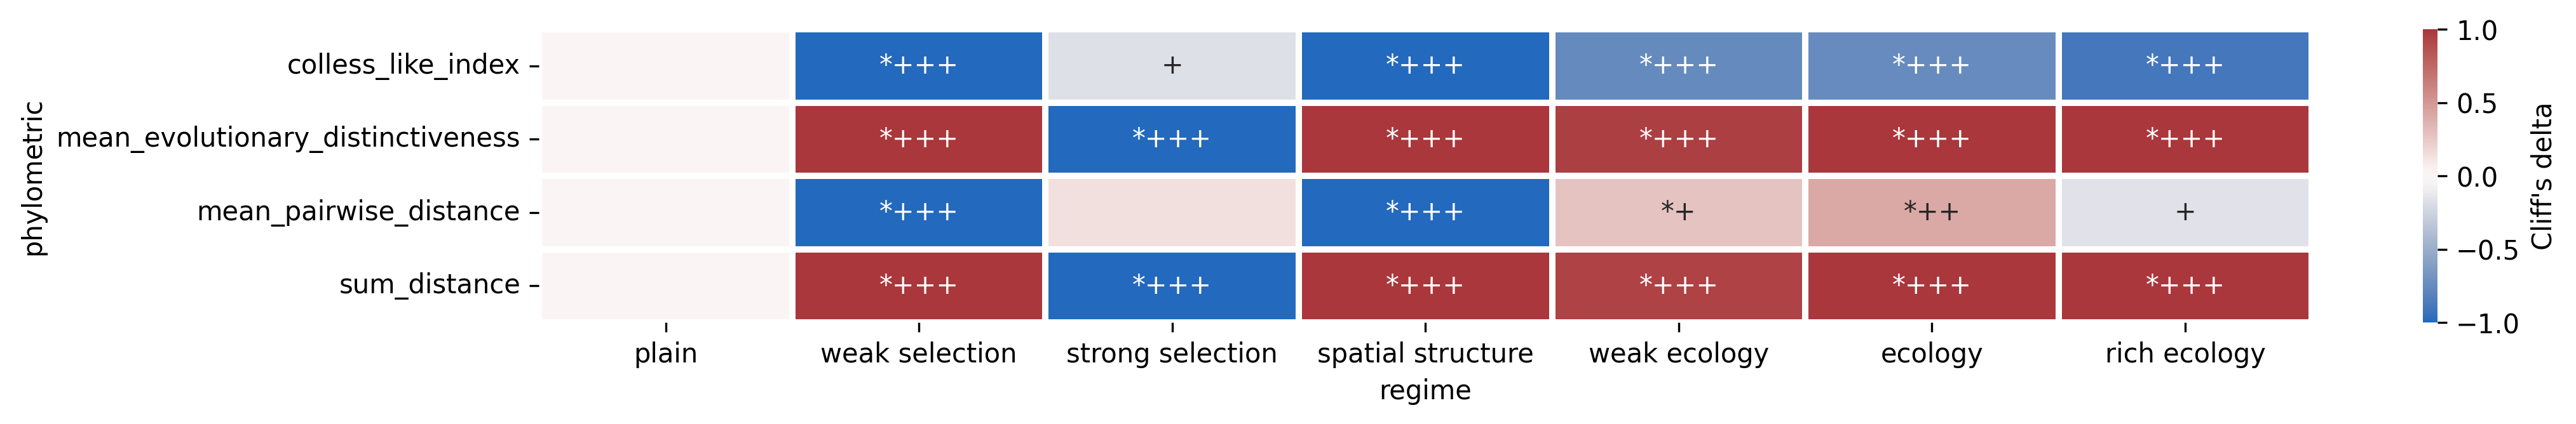 phylometric
colless_like_index
*+++ + *+++ *+++ *+++ *+++
mean_evolutionary_distinctiveness
*+++ *+++ *+++ *+++ *+++ *+++
mean_pairwise_distance
*+++ *+++ *+ *++ +
sum_distance
*+++ *+++ *+++ *+++ *+++ *+++
plain weak selection strong selection spatial structure weak ecology ecology rich ecology
regime
1.0
0.5
0.0
−0.5
−1.0
Cliff's delta